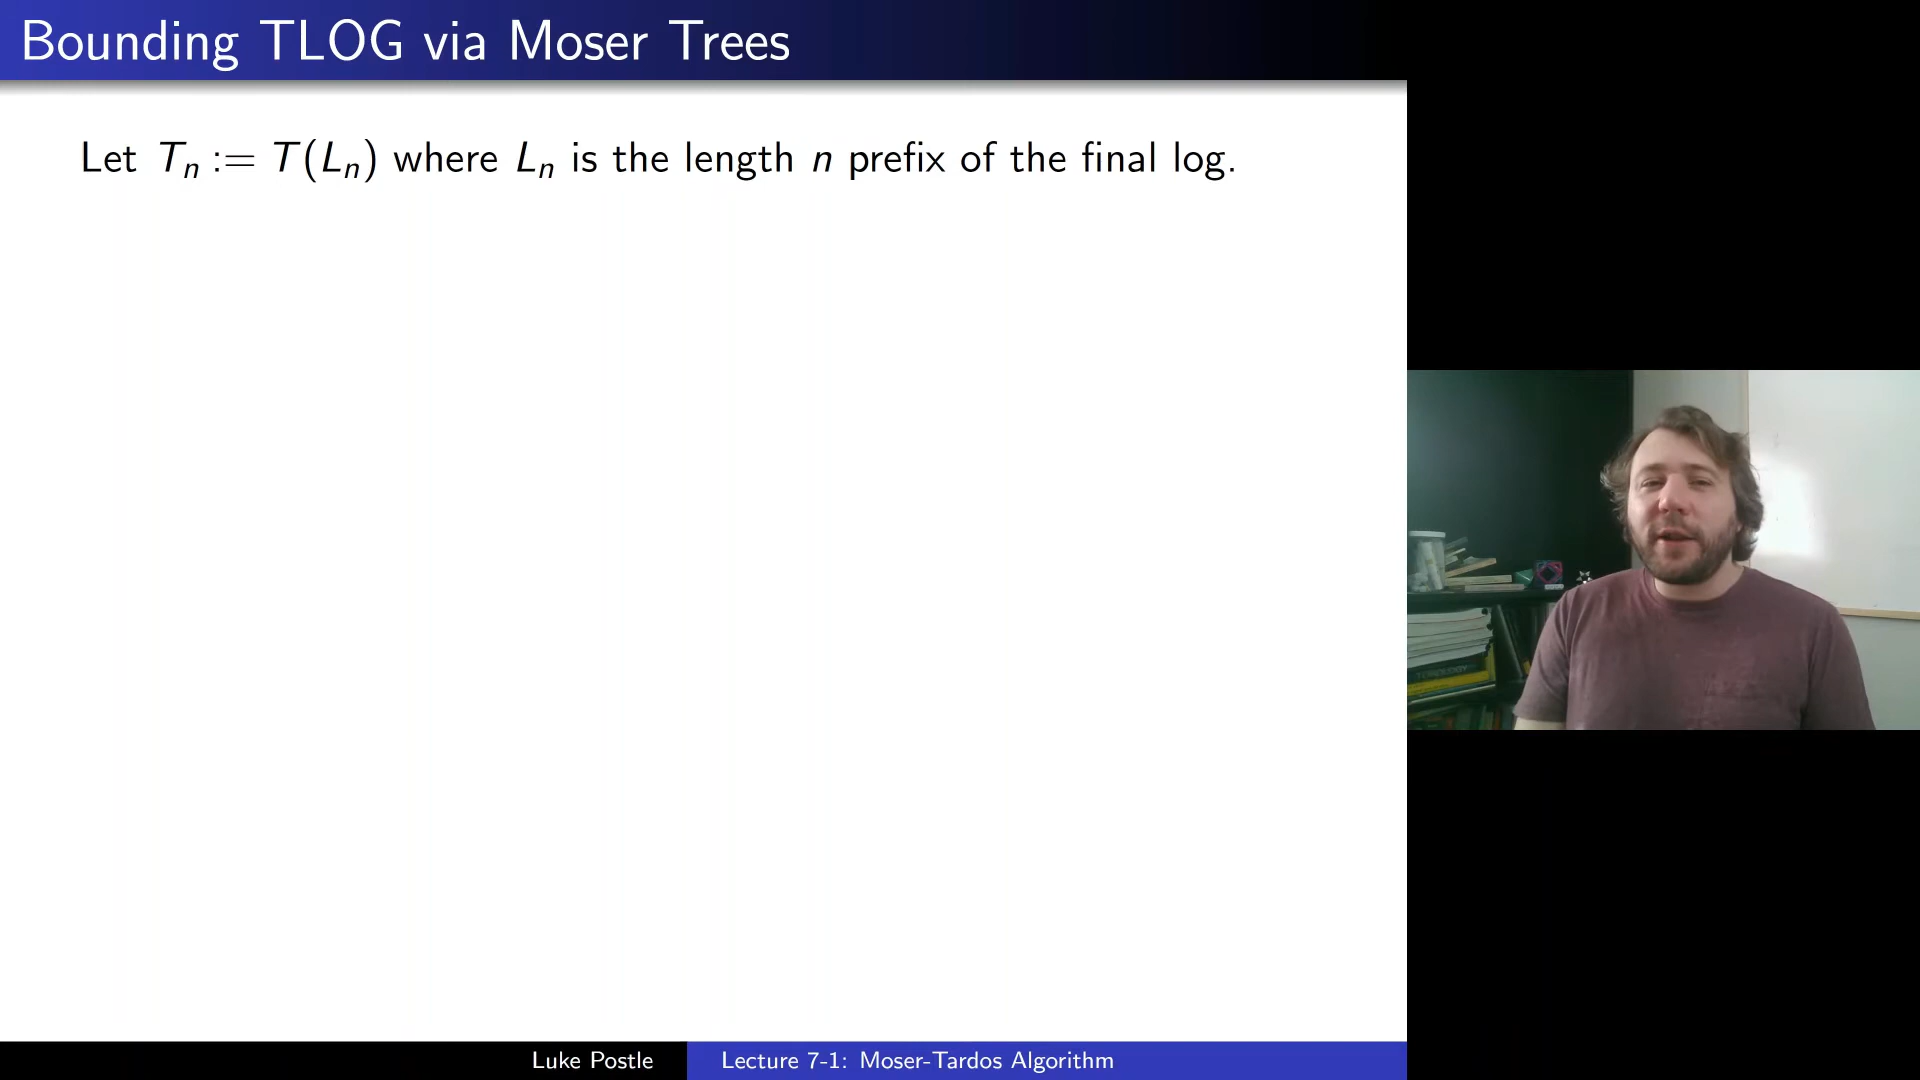 Bounding TLOG via Moser Trees
Let Tₙ := T(Lₙ) where Lₙ is the length n prefix of the final log.
Luke Postle
Lecture 7-1: Moser-Tardos Algorithm